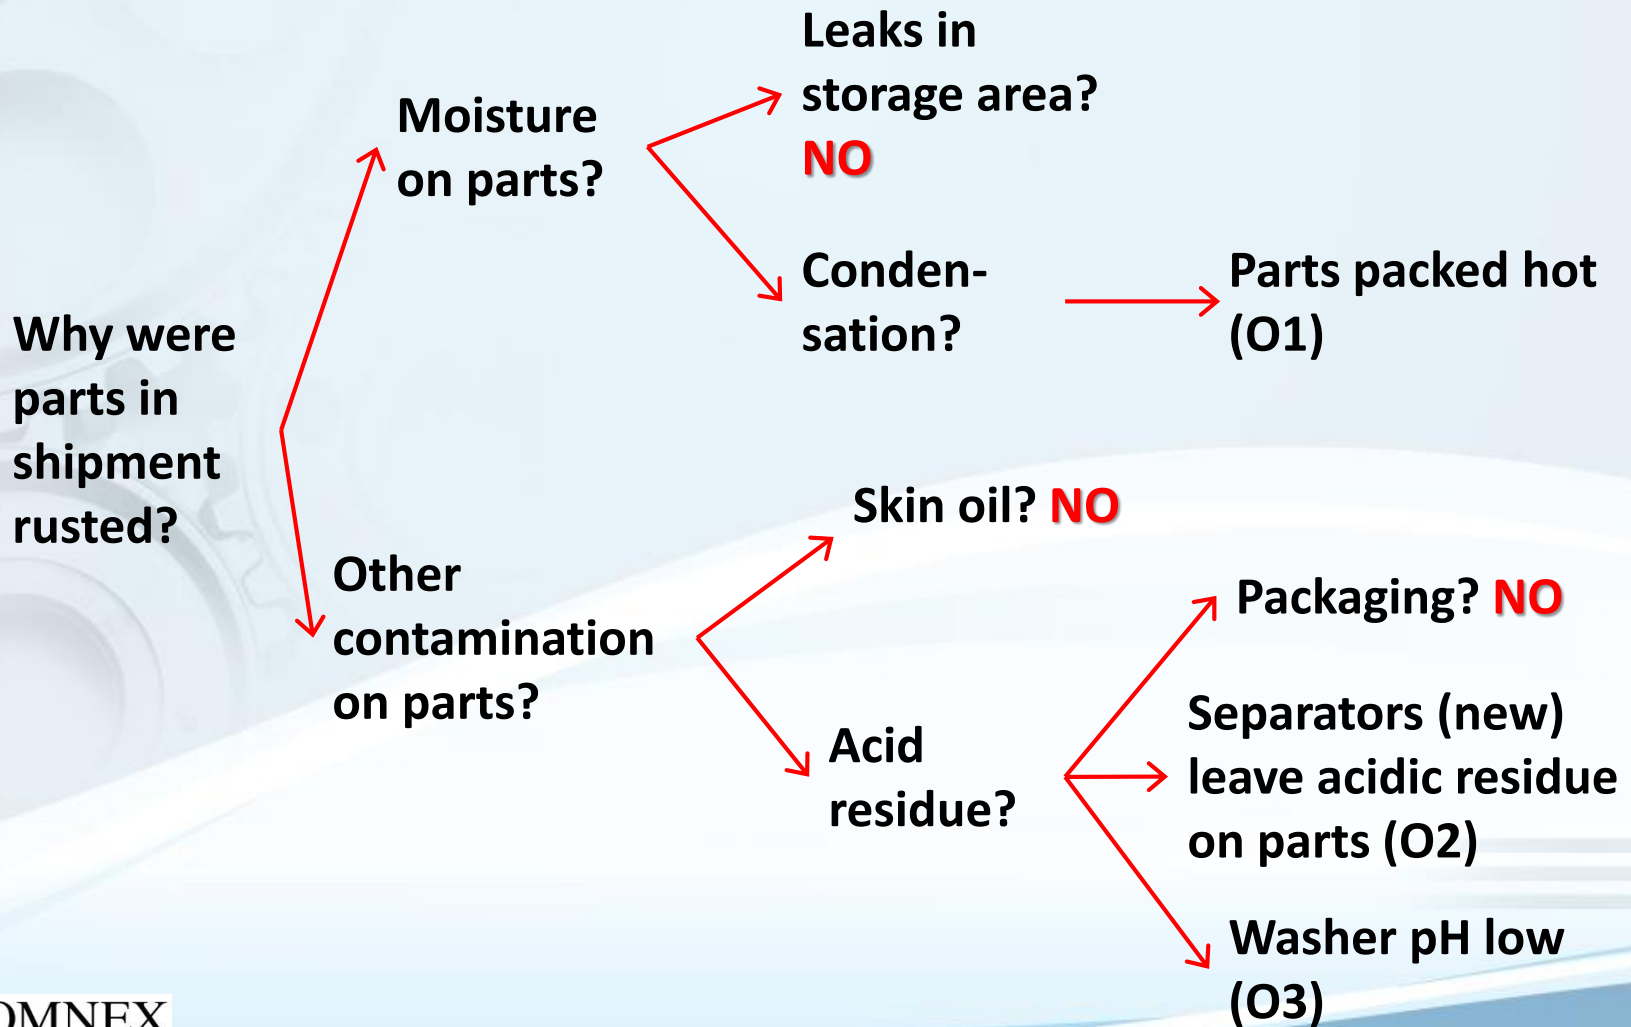 Why were
parts in
shipment
rusted?
Moisture
on parts?
Leaks in
storage area?
NO
Conden-
sation?
Parts packed hot
(O1)
Other
contamination
on parts?
Skin oil? NO
Acid
residue?
Packaging? NO
Separators (new)
leave acidic residue
on parts (O2)
Washer pH low
(O3)
OMNEX